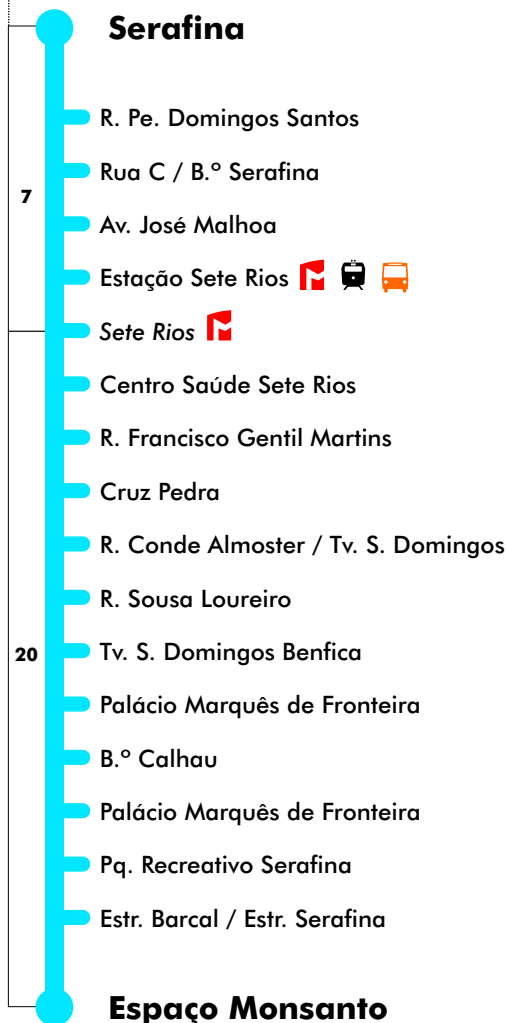 Serafina
R. Pe. Domingos Santos
Rua C / B.º Serafina
7
Av. José Malhoa
Estação Sete Rios
Sete Rios
Centro Saúde Sete Rios
R. Francisco Gentil Martins
Cruz Pedra
R. Conde Almoster / Tv. S. Domingos
R. Sousa Loureiro
20
Tv. S. Domingos Benfica
Palácio Marquês de Fronteira
B.º Calhau
Palácio Marquês de Fronteira
Pq. Recreativo Serafina
Estr. Barcal / Estr. Serafina
Espaço Monsanto